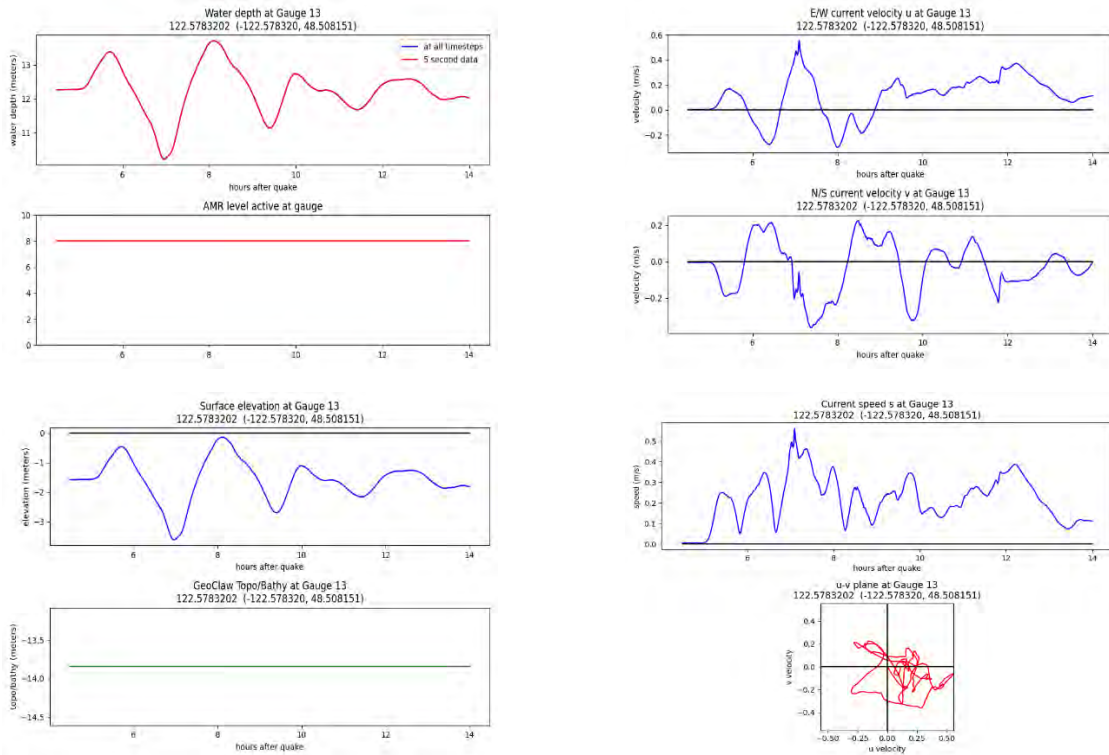 Water depth at Gauge 13
122.5783202 (-122.578320, 48.508151)
at all timesteps
5 second data
water depth (meters)
13
12
11
6
8
10
12
14
hours after quake
AMR level active at gauge
10
8
6
4
2
0
6
8
10
12
14
hours after quake
Surface elevation at Gauge 13
122.5783202 (-122.578320, 48.508151)
elevation (meters)
0
−1
−2
−3
6
8
10
12
14
hours after quake
GeoClaw Topo/Bathy at Gauge 13
122.5783202 (-122.578320, 48.508151)
topo/bathy (meters)
−13.5
−14.0
−14.5
6
8
10
12
14
hours after quake
E/W current velocity u at Gauge 13
122.5783202 (-122.578320, 48.508151)
velocity (m/s)
0.6
0.4
0.2
0.0
−0.2
6
8
10
12
14
hours after quake
N/S current velocity v at Gauge 13
122.5783202 (-122.578320, 48.508151)
velocity (m/s)
0.2
0.0
−0.2
6
8
10
12
14
hours after quake
Current speed s at Gauge 13
122.5783202 (-122.578320, 48.508151)
speed (m/s)
0.5
0.4
0.3
0.2
0.1
0.0
6
8
10
12
14
hours after quake
u-v plane at Gauge 13
122.5783202 (-122.578320, 48.508151)
v velocity
0.4
0.2
0.0
−0.2
−0.4
−0.50
−0.25
0.00
0.25
0.50
u velocity